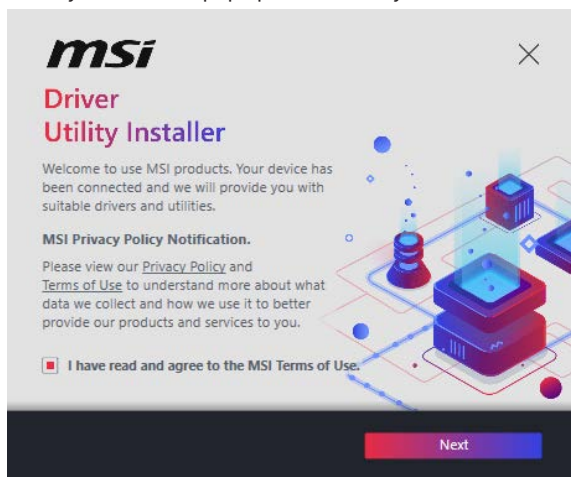 msi
Driver
Utility Installer
Welcome to use MSI products. Your device has
been connected and we will provide you with
suitable drivers and utilities.
MSI Privacy Policy Notification.
Please view our Privacy Policy and
Terms of Use to understand more about what
data we collect and how we use it to better
provide our products and services to you.
I have read and agree to the MSI Terms of Use.
Next